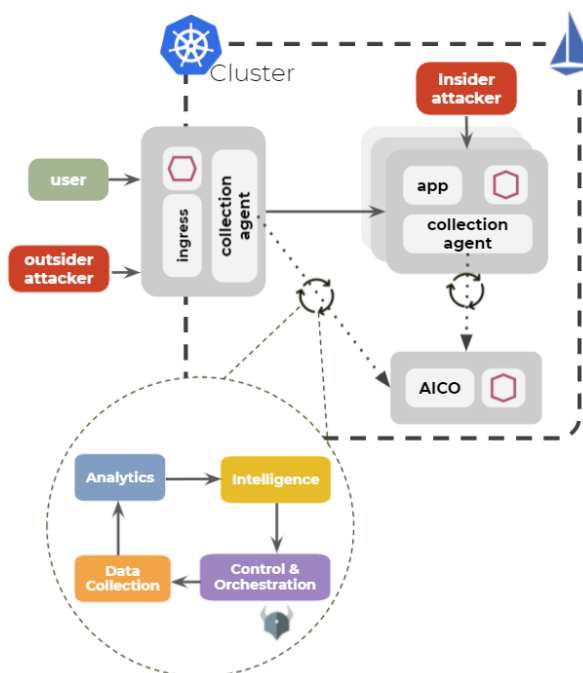 Cluster
Insider
attacker
user
outsider
attacker
ingress
collection
agent
app
collection
agent
AICO
Analytics
Intelligence
Data
Collection
Control &
Orchestration